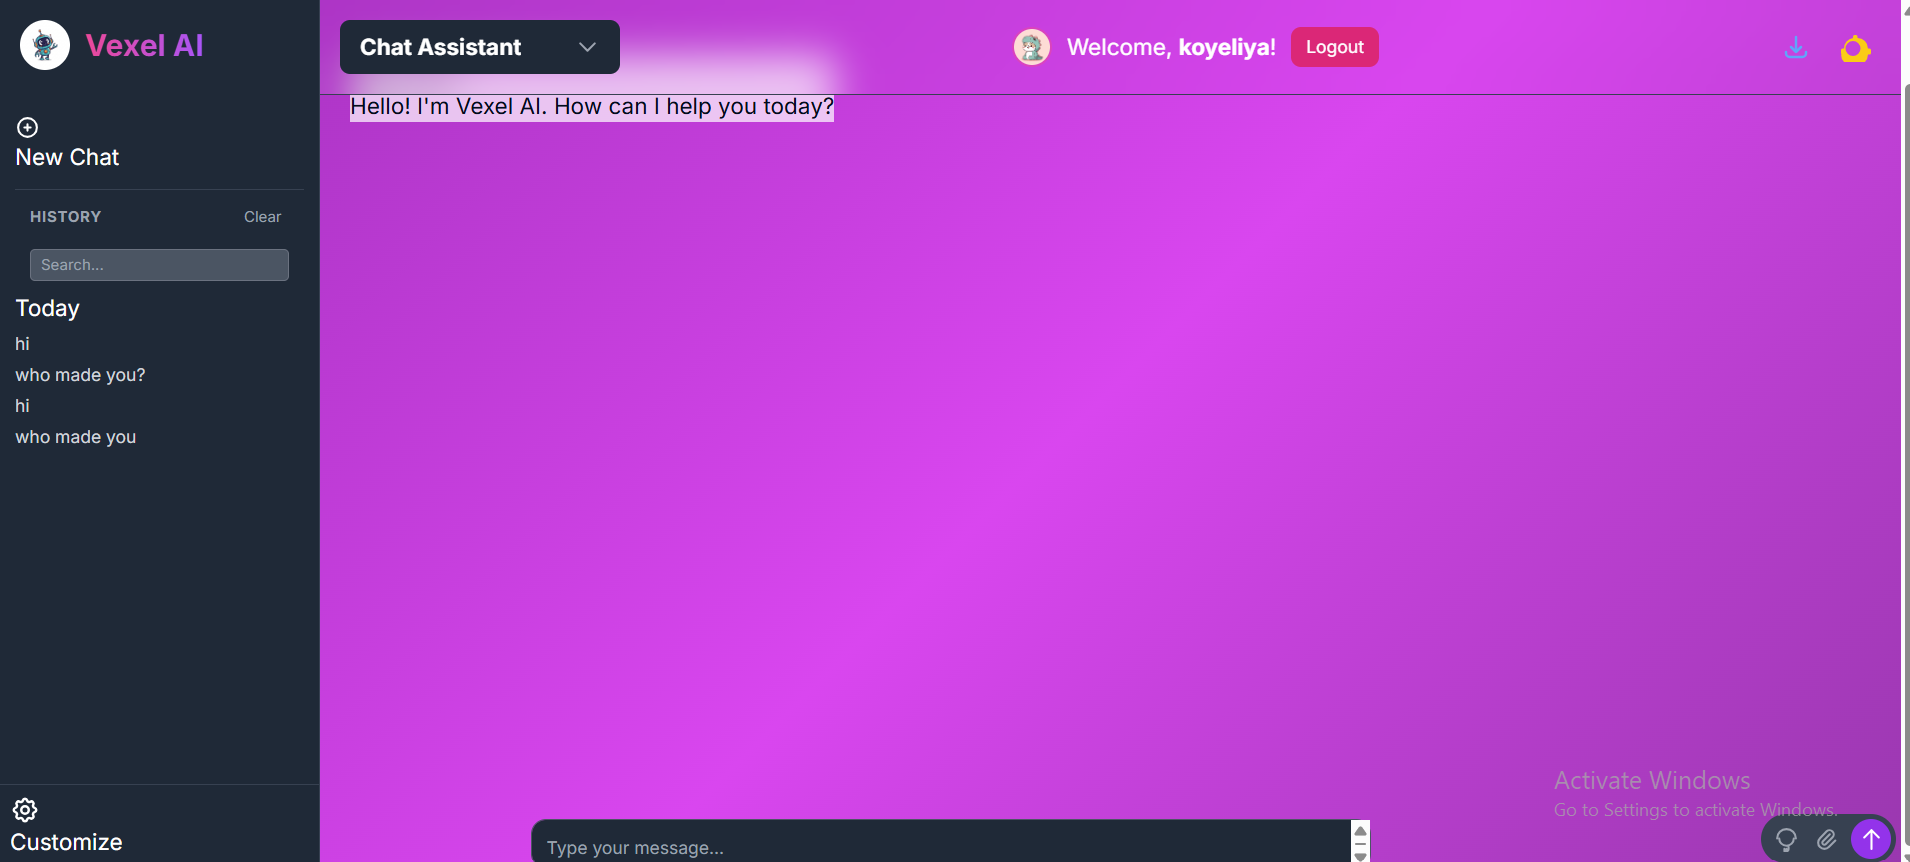 Vexel AI
New Chat
HISTORY
Clear
Search...
Today
hi
who made you?
hi
who made you
Customize
Chat Assistant
Welcome, koyeliya!
Logout
Hello! I'm Vexel AI. How can I help you today?
Type your message...
Activate Windows
Go to Settings to activate Windows.